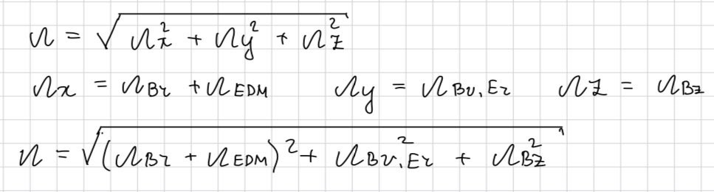 Ω = √(Ωx² + Ωy² + Ωz²)
Ωx = ΩBr + ΩEDM Ωy = ΩBv,Er Ωz = ΩBz
Ω = √((ΩBr + ΩEDM)² + ΩBv,Er² + ΩBz²)